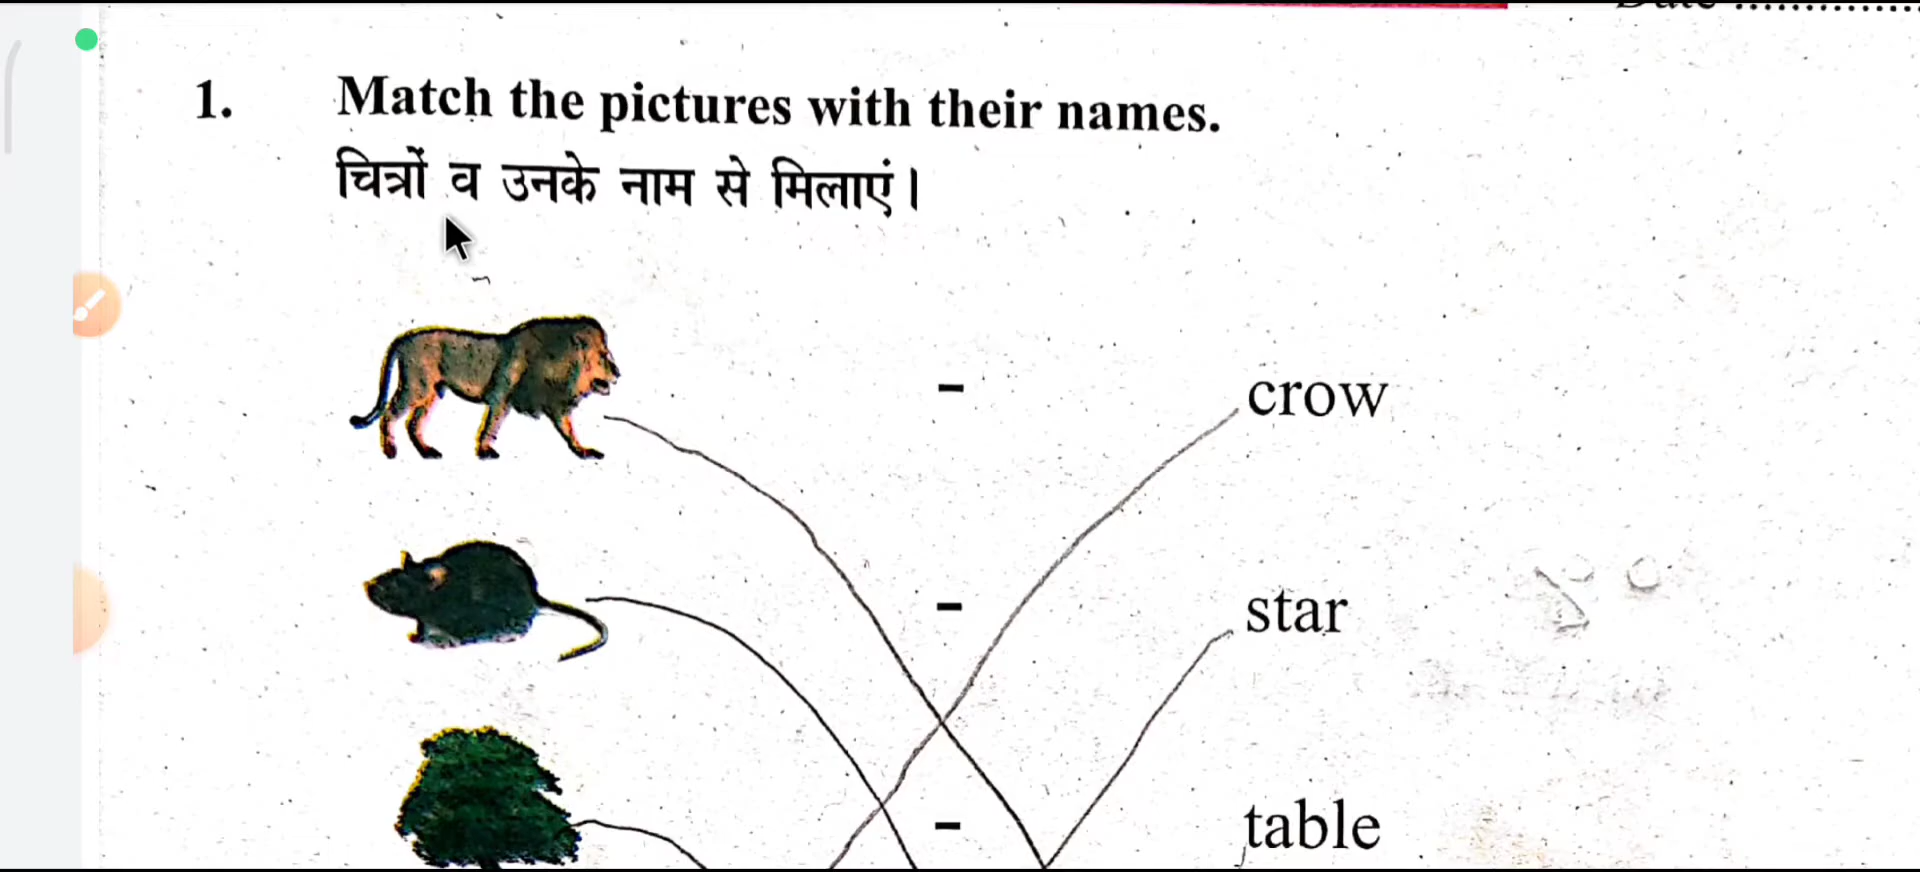 1. Match the pictures with their names.
चित्रों व उनके नाम से मिलाएं।
- crow
- star
- table